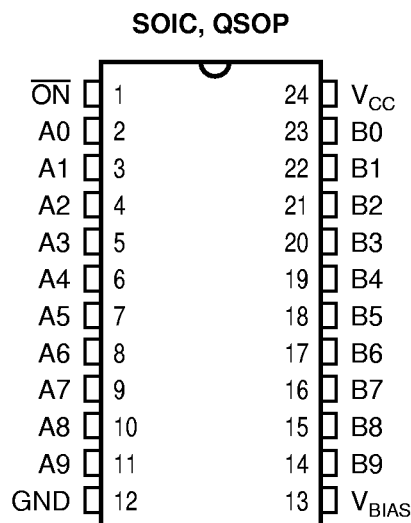 SOIC, QSOP
O̅N̅ 1 24 VCC
A0 2 23 B0
A1 3 22 B1
A2 4 21 B2
A3 5 20 B3
A4 6 19 B4
A5 7 18 B5
A6 8 17 B6
A7 9 16 B7
A8 10 15 B8
A9 11 14 B9
GND 12 13 VBIAS